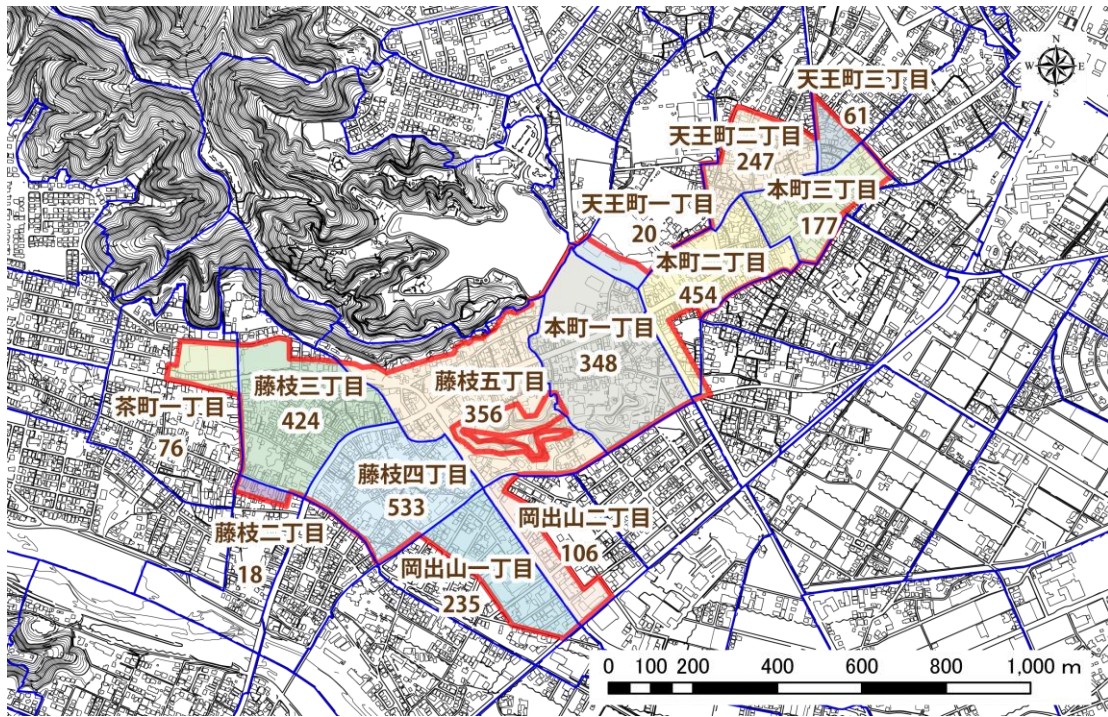 N
W
E
S
天王町三丁目
61
天王町二丁目
247
本町三丁目
177
天王町一丁目
20
本町二丁目
454
本町一丁目
348
藤枝五丁目
356
藤枝三丁目
424
茶町一丁目
76
藤枝四丁目
533
藤枝二丁目
18
岡出山二丁目
106
岡出山一丁目
235
0 100 200 400 600 800 1,000 m